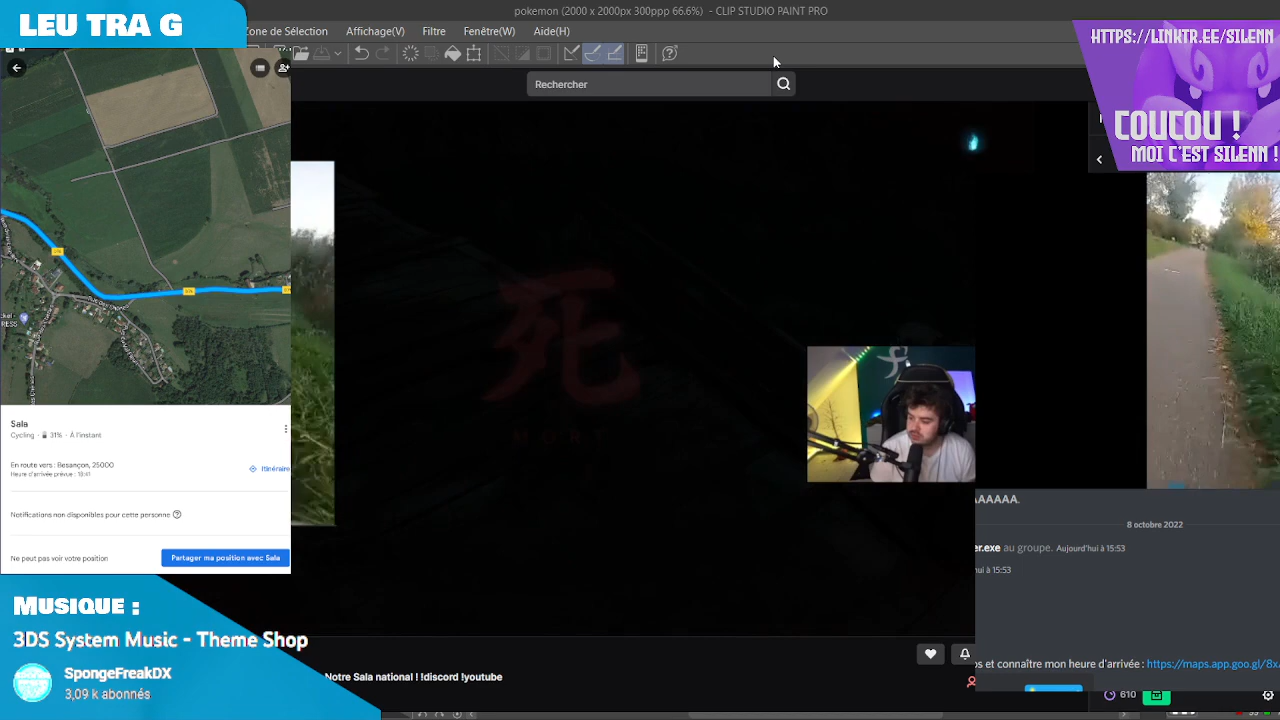 LEU TRA G
pokemon (2000 x 2000px 300ppp 66.6%) - CLIP STUDIO PAINT PRO
Zone de Sélection Affichage(V) Filtre Fenêtre(W) Aide(H)
Rechercher
HTTPS://LINKTR.EE/SILENN
COUCOU !
MOI C'EST SILENN !
死
MORT
Sala
Cycling · 31% · À l'instant
En route vers : Besançon, 25000
Heure d'arrivée prévue : 18:41
Itinéraire
Notifications non disponibles pour cette personne
Ne peut pas voir votre position
Partager ma position avec Sala
AAAAAA.
8 octobre 2022
er.exe au groupe. Aujourd'hui à 15:53
hui à 15:53
os et connaître mon heure d'arrivée : https://maps.app.goo.gl/8x
610
Notre Sala national ! !discord !youtube
MUSIQUE :
3DS System Music - Theme Shop
SpongeFreakDX
3,09 k abonnés